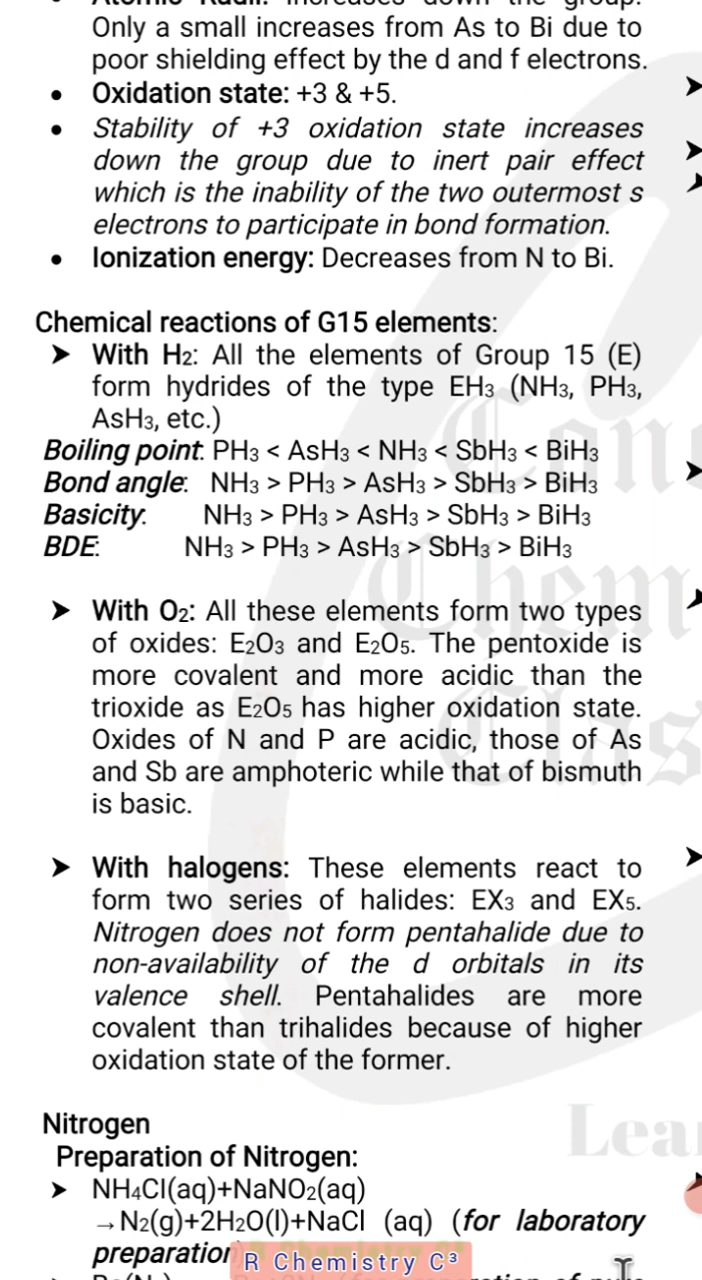 Atomic Radii: Increases down the group.
Only a small increases from As to Bi due to
poor shielding effect by the d and f electrons.
• Oxidation state: +3 & +5.
• Stability of +3 oxidation state increases
down the group due to inert pair effect
which is the inability of the two outermost s
electrons to participate in bond formation.
• Ionization energy: Decreases from N to Bi.
Chemical reactions of G15 elements:
➤ With H₂: All the elements of Group 15 (E)
form hydrides of the type EH₃ (NH₃, PH₃,
AsH₃, etc.)
Boiling point: PH₃ < AsH₃ < NH₃ < SbH₃ < BiH₃
Bond angle: NH₃ > PH₃ > AsH₃ > SbH₃ > BiH₃
Basicity: NH₃ > PH₃ > AsH₃ > SbH₃ > BiH₃
BDE: NH₃ > PH₃ > AsH₃ > SbH₃ > BiH₃
➤ With O₂: All these elements form two types
of oxides: E₂O₃ and E₂O₅. The pentoxide is
more covalent and more acidic than the
trioxide as E₂O₅ has higher oxidation state.
Oxides of N and P are acidic, those of As
and Sb are amphoteric while that of bismuth
is basic.
➤ With halogens: These elements react to
form two series of halides: EX₃ and EX₅.
Nitrogen does not form pentahalide due to
non-availability of the d orbitals in its
valence shell. Pentahalides are more
covalent than trihalides because of higher
oxidation state of the former.
Lear
Nitrogen
Preparation of Nitrogen:
➤ NH₄Cl(aq)+NaNO₂(aq)
→N₂(g)+2H₂O(l)+NaCl (aq) (for laboratory
preparation
R Chemistry C³